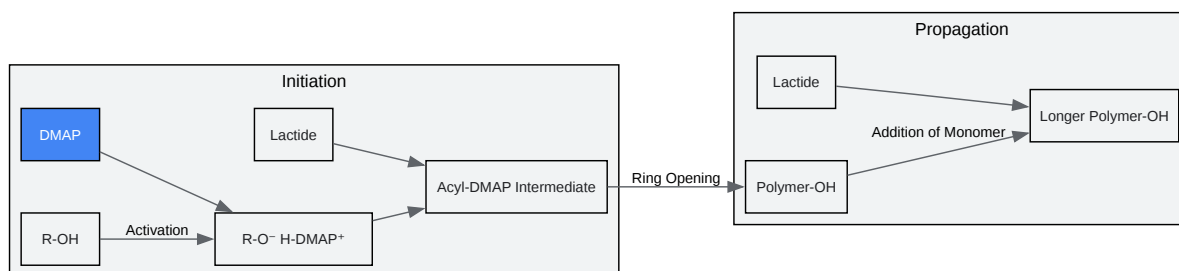 Initiation
DMAP
R-OH
Activation
R-O⁻ H-DMAP⁺
Lactide
Acyl-DMAP Intermediate
Ring Opening
Propagation
Lactide
Polymer-OH
Addition of Monomer
Longer Polymer-OH